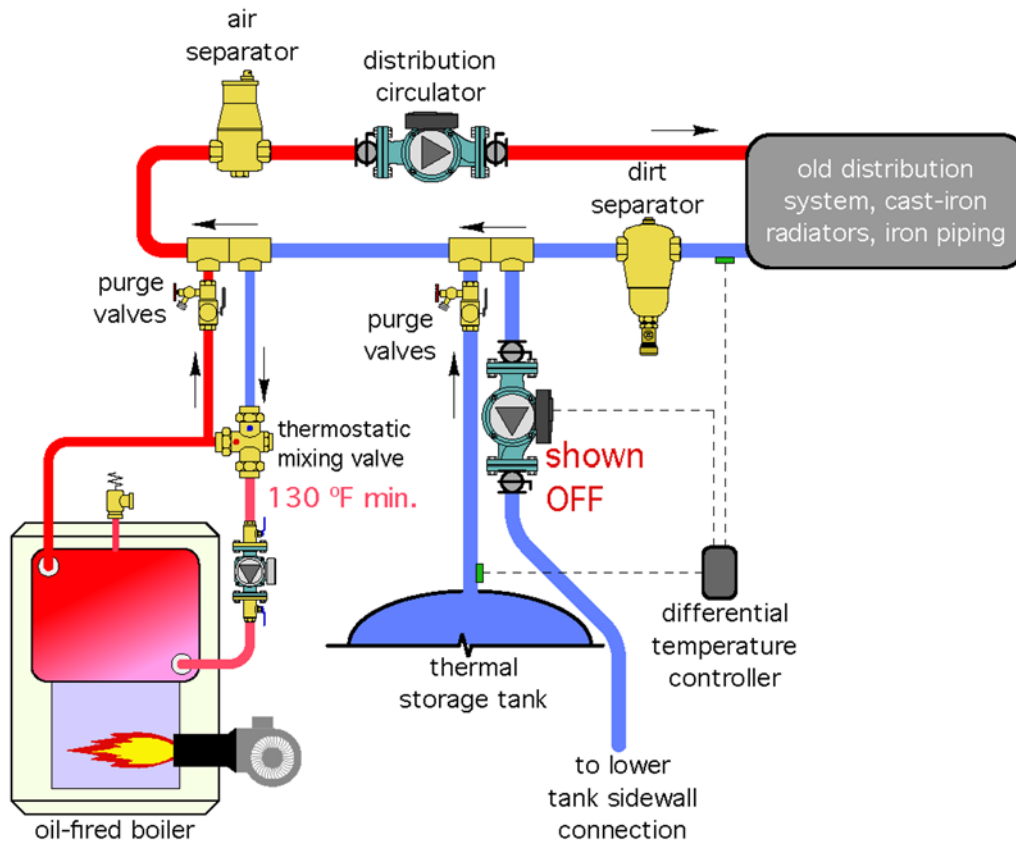 air
separator
distribution
circulator
dirt
separator
old distribution
system, cast-iron
radiators, iron piping
purge
valves
purge
valves
thermostatic
mixing valve
130 ºF min.
shown
OFF
thermal
storage tank
differential
temperature
controller
to lower
tank sidewall
connection
oil-fired boiler